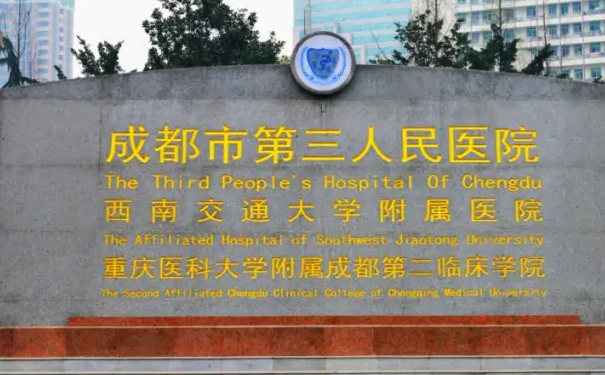 成都市第三人民医院
The Third People's Hospital Of Chengdu
西南交通大学附属医院
The Affiliated Hospital of Southwest Jiaotong University
重庆医科大学附属成都第二临床学院
The Second Affiliated Chengdu Clinical College of Chongqing Medical University